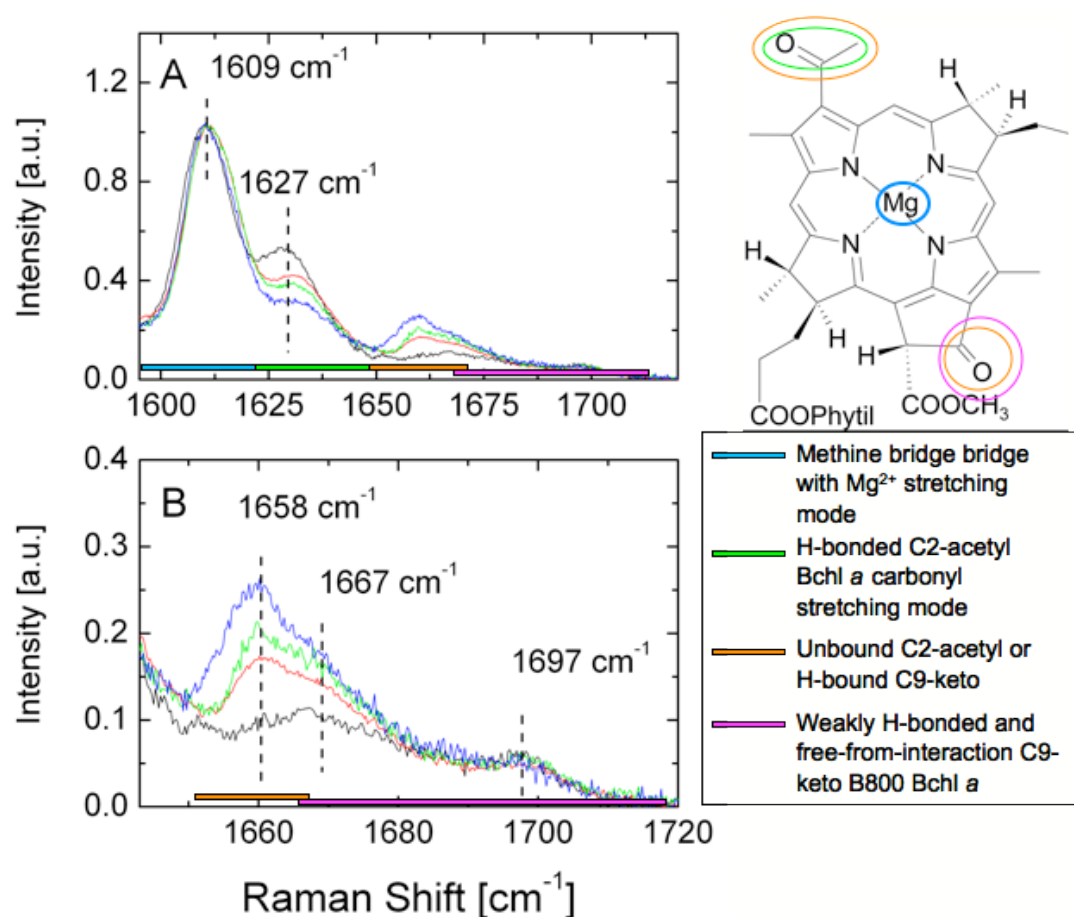 A
1609 cm⁻¹
1627 cm⁻¹
Intensity [a.u.]
1.2
0.8
0.4
0.0
1600 1625 1650 1675 1700
B
1658 cm⁻¹
1667 cm⁻¹
1697 cm⁻¹
Intensity [a.u.]
0.4
0.3
0.2
0.1
0.0
1660 1680 1700 1720
Raman Shift [cm⁻¹]
O
H
H
N
N
Mg
N
N
H
H
H
O
COOPhytil
COOCH₃
Methine bridge bridge
with Mg²⁺ stretching
mode
H-bonded C2-acetyl
Bchl a carbonyl
stretching mode
Unbound C2-acetyl or
H-bound C9-keto
Weakly H-bonded and
free-from-interaction C9-
keto B800 Bchl a